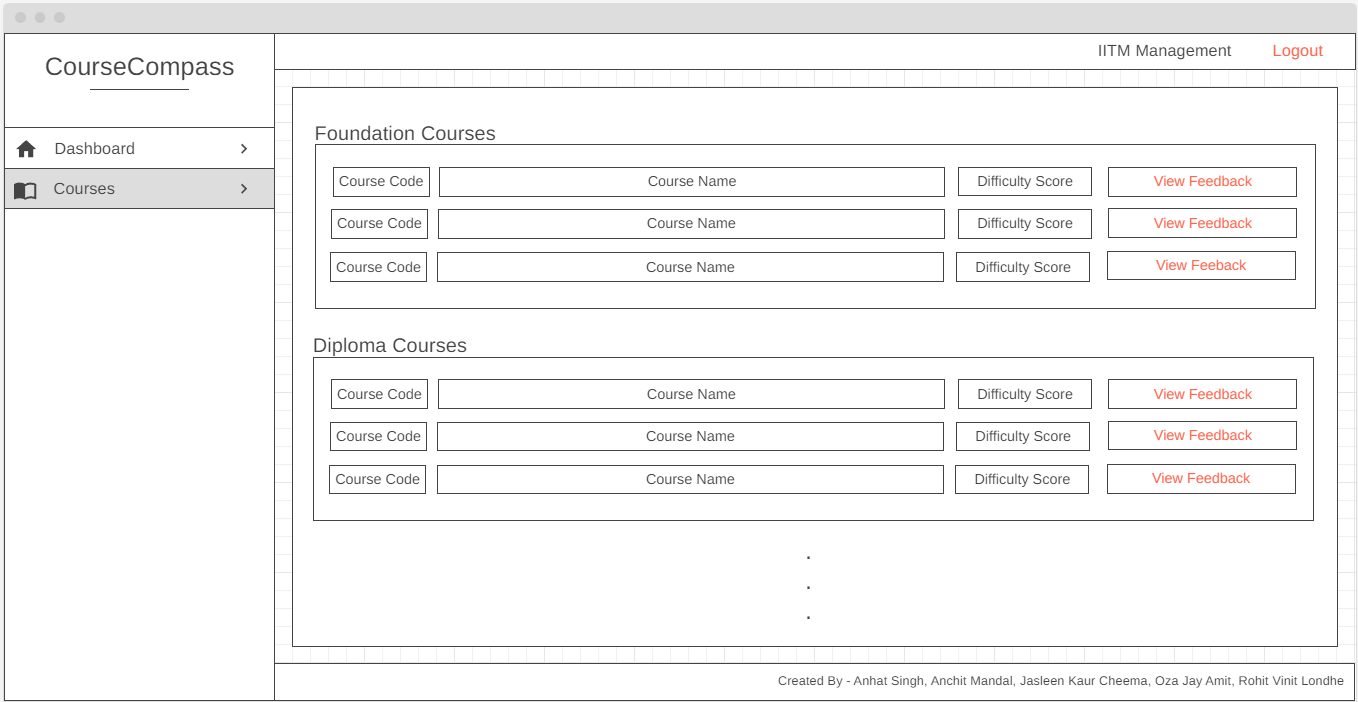 IITM Management Logout
CourseCompass
Dashboard
Courses
Foundation Courses
Course Code Course Name Difficulty Score View Feedback
Course Code Course Name Difficulty Score View Feedback
Course Code Course Name Difficulty Score View Feeback
Diploma Courses
Course Code Course Name Difficulty Score View Feedback
Course Code Course Name Difficulty Score View Feedback
Course Code Course Name Difficulty Score View Feedback
.
.
.
Created By - Anhat Singh, Anchit Mandal, Jasleen Kaur Cheema, Oza Jay Amit, Rohit Vinit Londhe